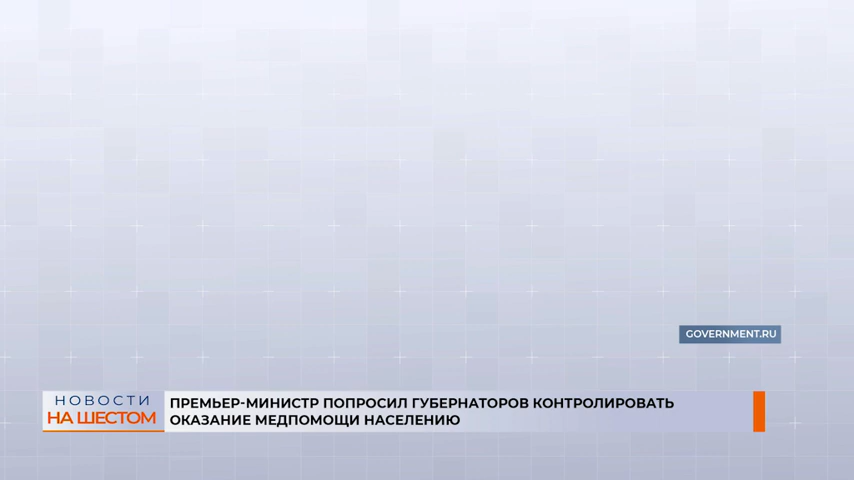 GOVERNMENT.RU
НОВОСТИ
НА ШЕСТОМ
ПРЕМЬЕР-МИНИСТР ПОПРОСИЛ ГУБЕРНАТОРОВ КОНТРОЛИРОВАТЬ
ОКАЗАНИЕ МЕДПОМОЩИ НАСЕЛЕНИЮ